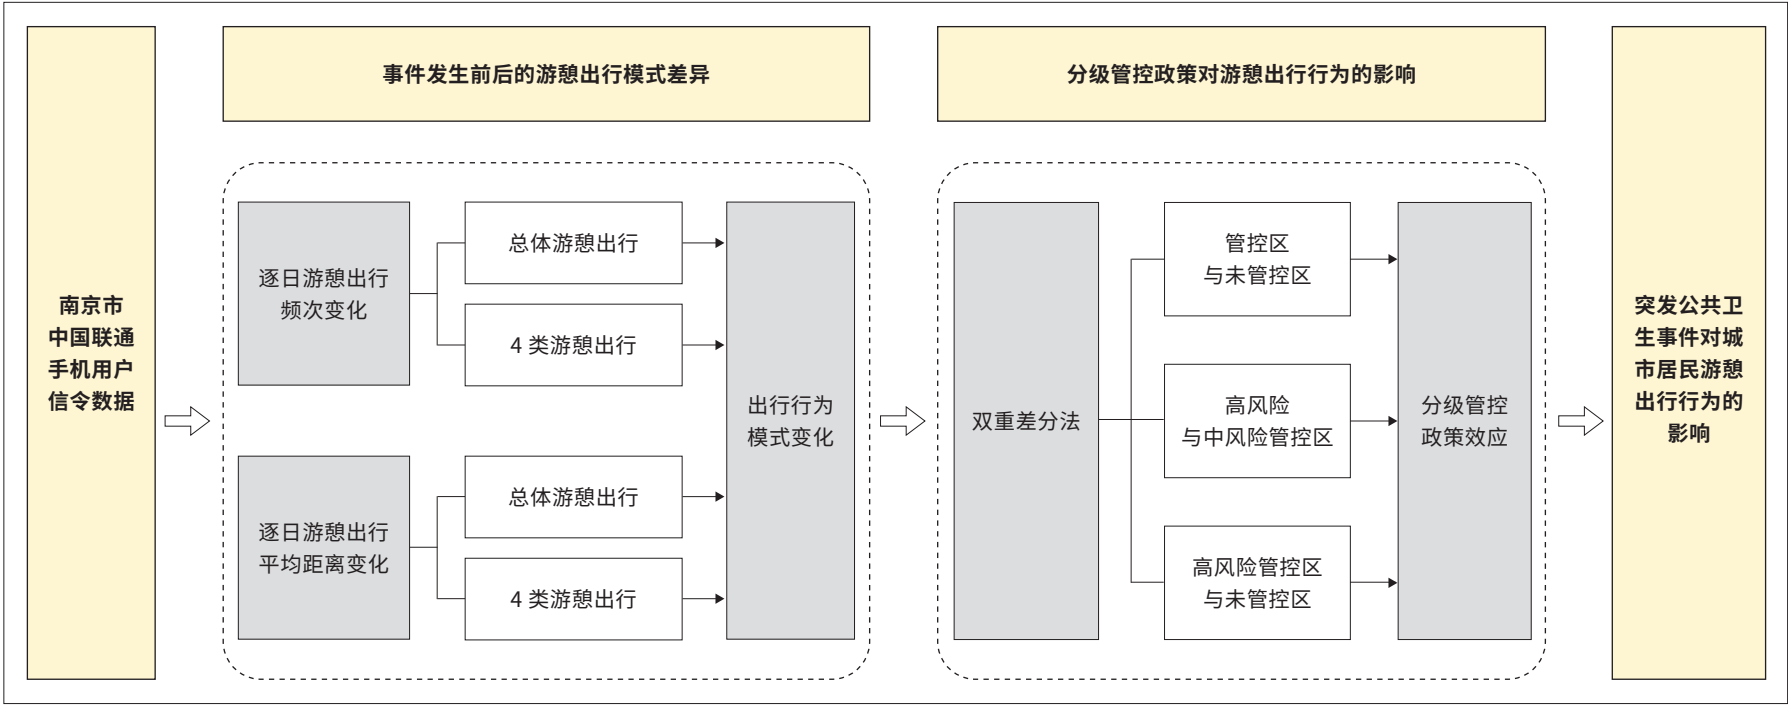 南京市
中国联通
手机用户
信令数据
事件发生前后的游憩出行模式差异
逐日游憩出行
频次变化
总体游憩出行
4 类游憩出行
逐日游憩出行
平均距离变化
总体游憩出行
4 类游憩出行
出行行为
模式变化
分级管控政策对游憩出行行为的影响
双重差分法
管控区
与未管控区
高风险
与中风险管控区
高风险管控区
与未管控区
分级管控
政策效应
突发公共卫
生事件对城
市居民游憩
出行行为的
影响